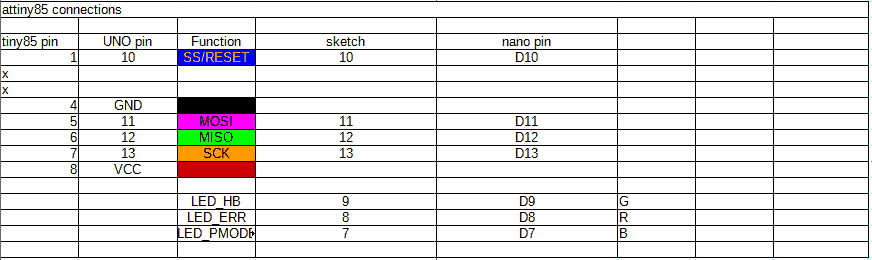 attiny85 connections
tiny85 pin UNO pin Function sketch nano pin
1 10 SS/RESET 10 D10
x
x
4 GND
5 11 MOSI 11 D11
6 12 MISO 12 D12
7 13 SCK 13 D13
8 VCC
LED_HB 9 D9 G
LED_ERR 8 D8 R
LED_PMODE 7 D7 B